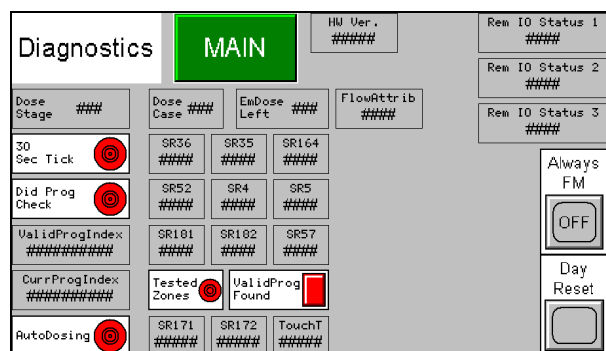 Diagnostics
MAIN
HW Ver.
#####
Rem IO Status 1
####
Rem IO Status 2
####
Rem IO Status 3
####
Dose
Stage ###
Dose
Case ###
EmDose
Left ###
FlowAttrib
####
30
Sec Tick
SR36
####
SR35
####
SR164
####
Always
FM
OFF
Did Prog
Check
SR52
####
SR4
####
SR5
####
ValidProgIndex
##########
SR181
####
SR182
####
SR57
####
CurrProgIndex
##########
Tested
Zones
ValidProg
Found
Day
Reset
AutoDosing
SR171
#####
SR172
#####
TouchT
#####